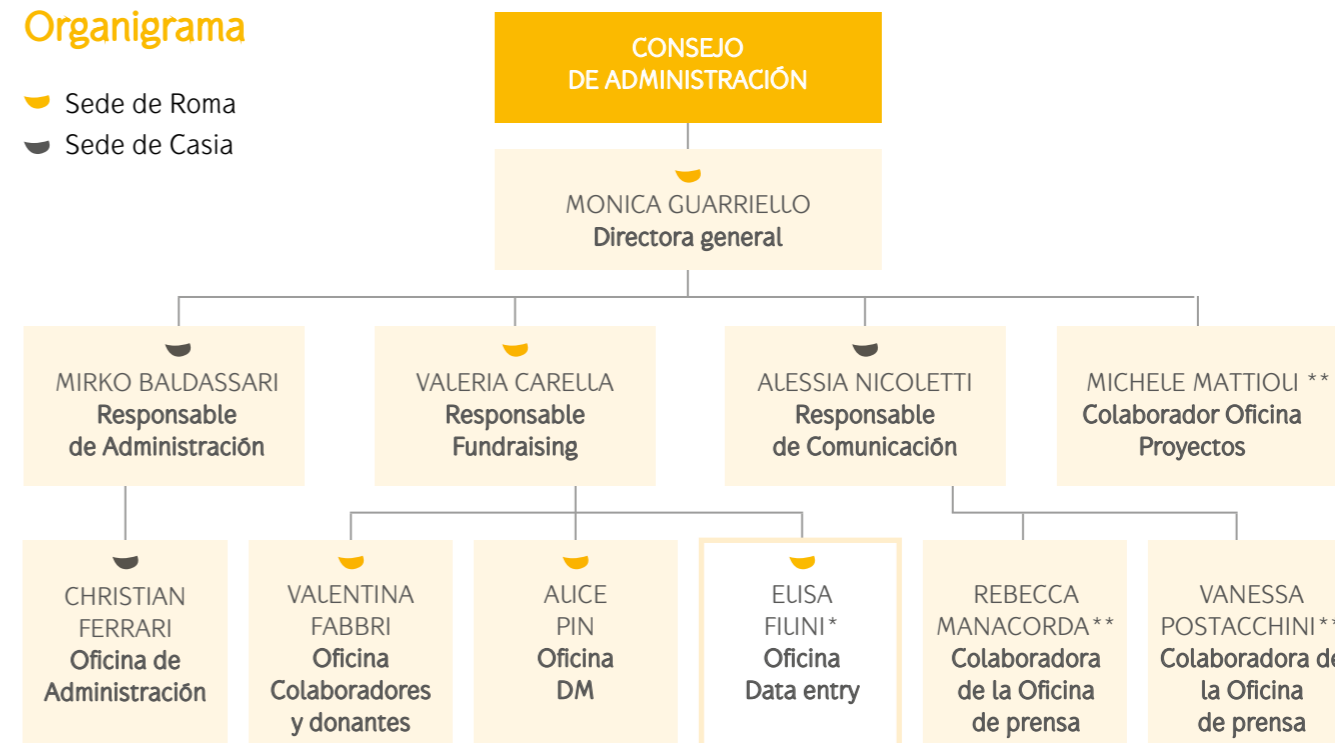 Organigrama
Sede de Roma
Sede de Casia
CONSEJO
DE ADMINISTRACIÓN
MONICA GUARRIELLO
Directora general
MIRKO BALDASSARI
Responsable
de Administración
VALERIA CARELLA
Responsable
Fundraising
ALESSIA NICOLETTI
Responsable
de Comunicación
MICHELE MATTIOLI **
Colaborador Oficina
Proyectos
CHRISTIAN
FERRARI
Oficina de
Administración
VALENTINA
FABBRI
Oficina
Colaboradores
y donantes
ALICE
PIN
Oficina
DM
ELISA
FILINI*
Oficina
Data entry
REBECCA
MANACORDA**
Colaboradora
de la Oficina
de prensa
VANESSA
POSTACCHINI**
Colaboradora de
la Oficina
de prensa